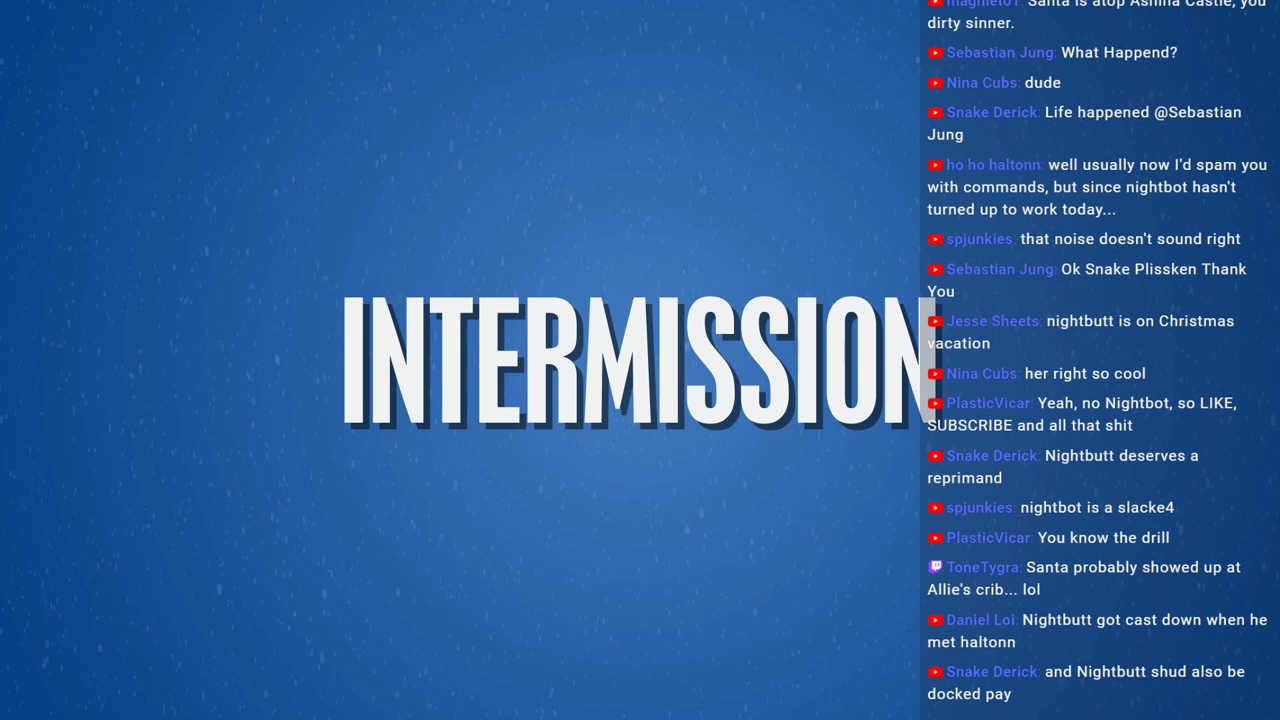 Santa is atop Ashina Castle, you
dirty sinner.
Sebastian Jung: What Happend?
Nina Cubs: dude
Snake Derick: Life happened @Sebastian
Jung
ho ho haltonn: well usually now I'd spam you
with commands, but since nightbot hasn't
turned up to work today...
spjunkies: that noise doesn't sound right
Sebastian Jung: Ok Snake Plissken Thank
You
INTERMISSION
Jesse Sheets: nightbutt is on Christmas
vacation
Nina Cubs: her right so cool
PlasticVicar: Yeah, no Nightbot, so LIKE,
SUBSCRIBE and all that shit
Snake Derick: Nightbutt deserves a
reprimand
spjunkies: nightbot is a slacke4
PlasticVicar: You know the drill
ToneTygra: Santa probably showed up at
Allie's crib... lol
Daniel Loi: Nightbutt got cast down when he
met haltonn
Snake Derick: and Nightbutt shud also be
docked pay